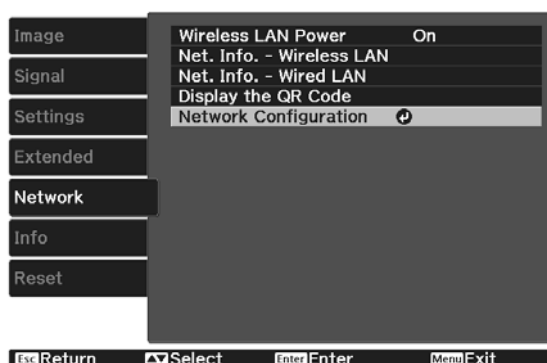 Image
Signal
Settings
Extended
Network
Info
Reset
Wireless LAN Power On
Net. Info. - Wireless LAN
Net. Info. - Wired LAN
Display the QR Code
Network Configuration
Esc Return Select Enter Enter Menu Exit